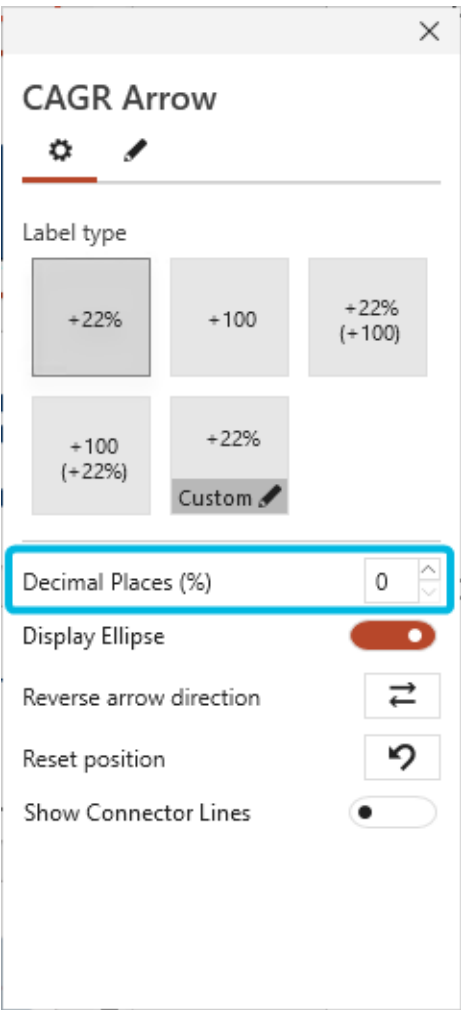 CAGR Arrow
Label type
+22%
+100
+22%
(+100)
+100
(+22%)
+22%
Custom
Decimal Places (%)
0
Display Ellipse
Reverse arrow direction
Reset position
Show Connector Lines